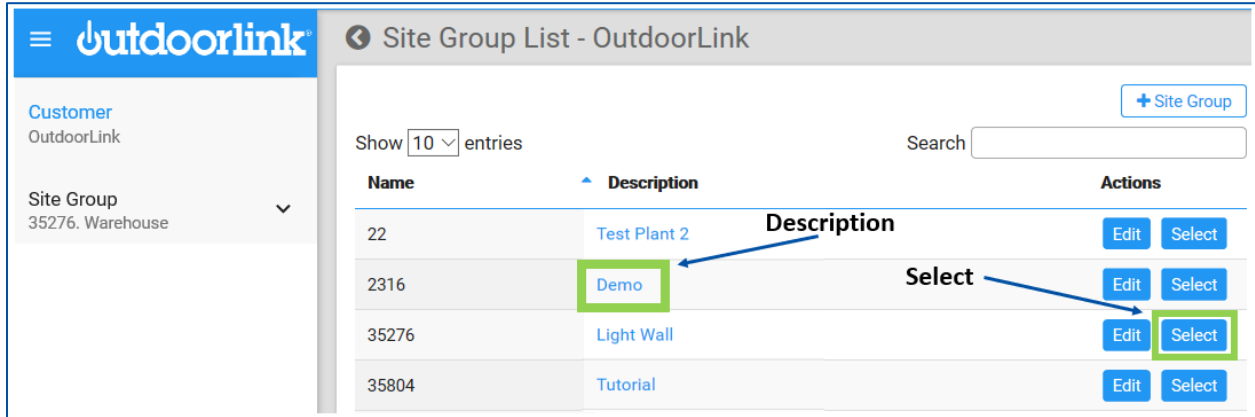 outdoorlink®
Site Group List - OutdoorLink
Customer
OutdoorLink
Site Group
35276. Warehouse
+ Site Group
Show 10 entries Search
Name Description Actions
22 Test Plant 2 Edit Select
Description
2316 Demo Edit Select
Select
35276 Light Wall Edit Select
35804 Tutorial Edit Select